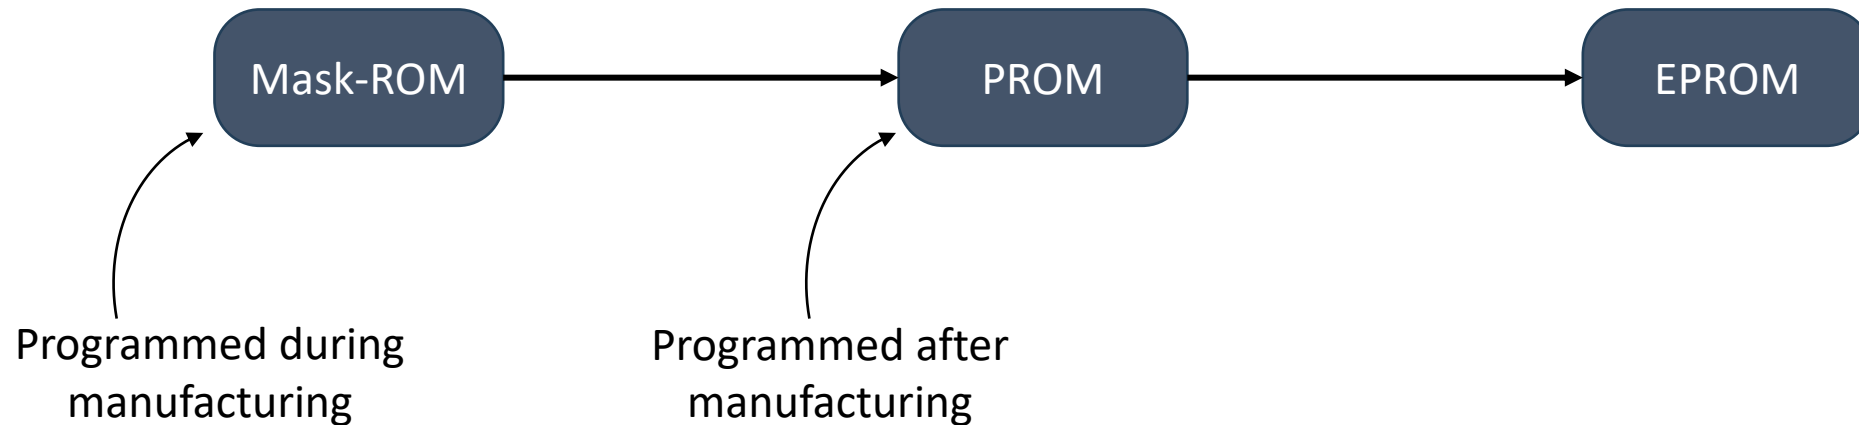 Mask-ROM
PROM
EPROM
Programmed during
manufacturing
Programmed after
manufacturing